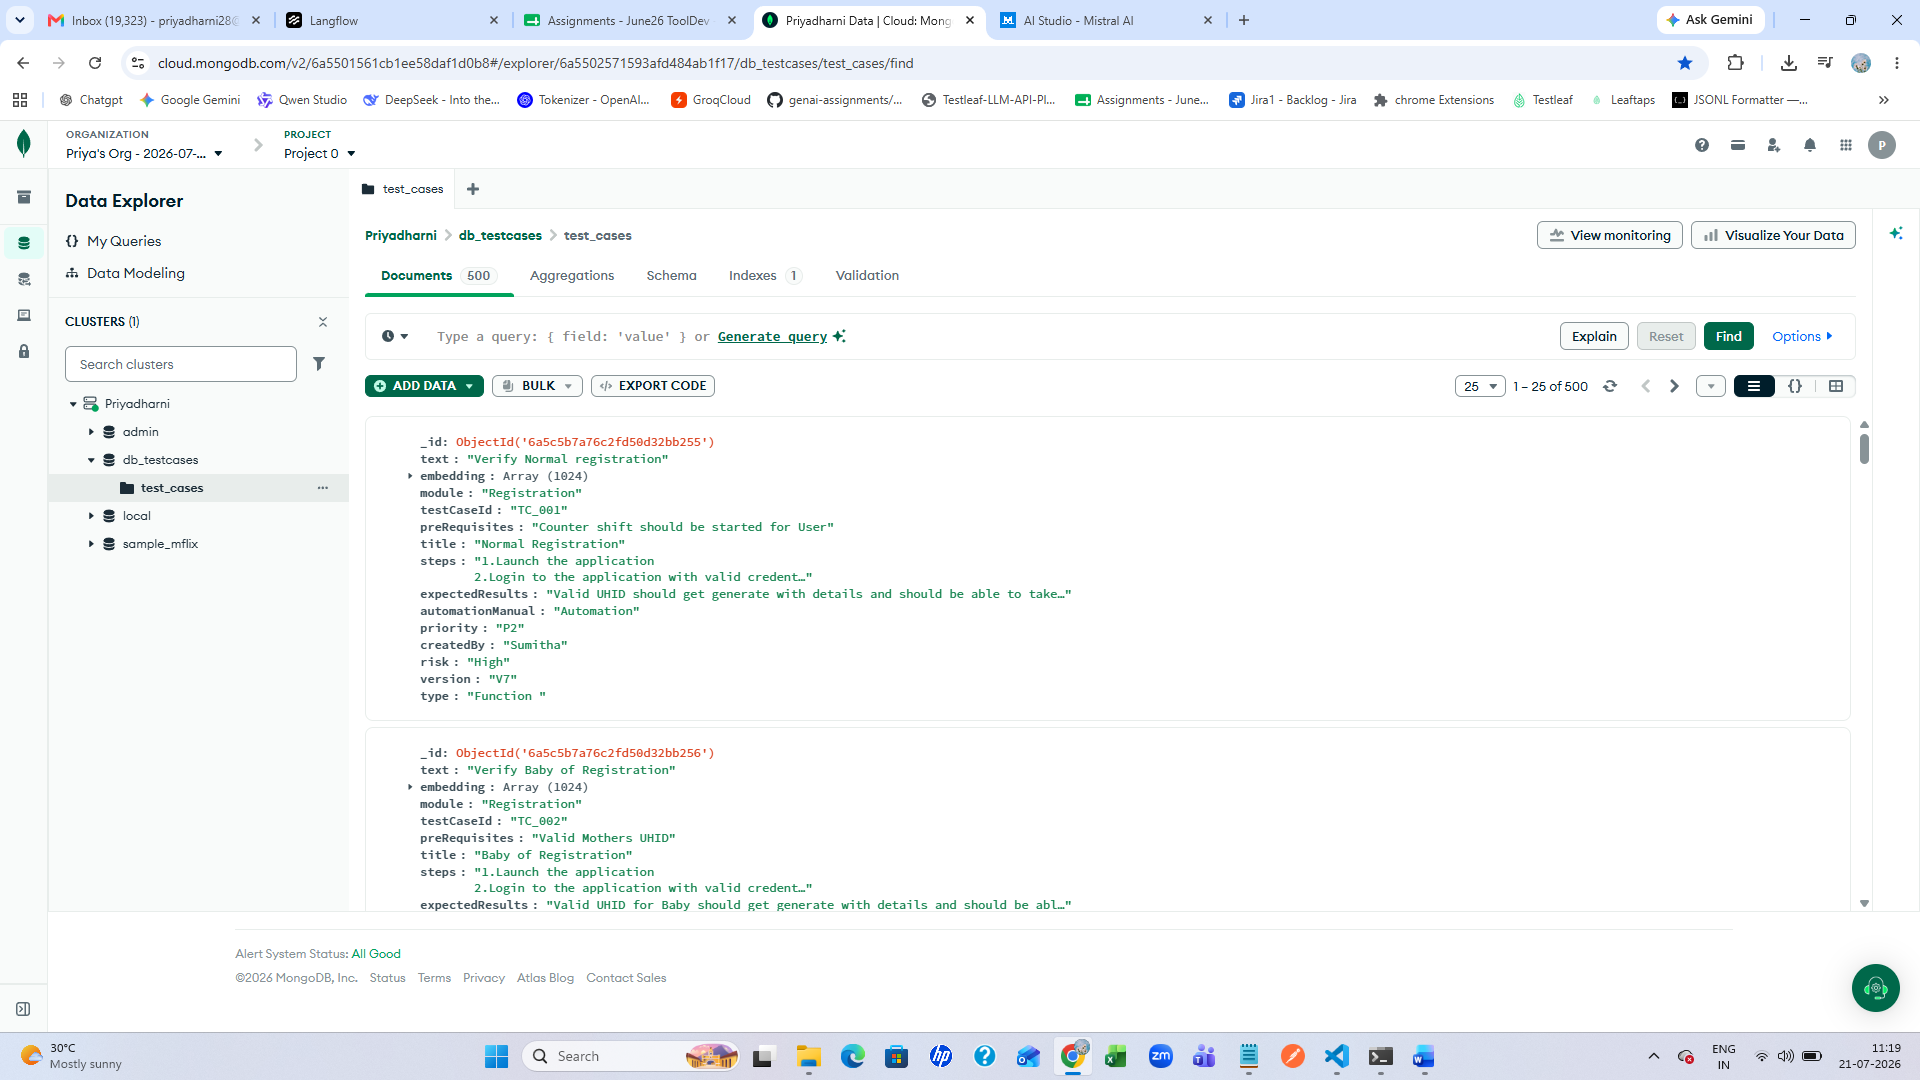 Inbox (19,323) - priyadharni28@
Langflow
Assignments - June26 ToolDev
Priyadharni Data | Cloud: Mong
AI Studio - Mistral AI
Ask Gemini
cloud.mongodb.com/v2/6a5501561cb1ee58daf1d0b8#/explorer/6a5502571593afd484ab1f17/db_testcases/test_cases/find
Chatgpt
Google Gemini
Qwen Studio
DeepSeek - Into the...
Tokenizer - OpenAI...
GroqCloud
genai-assignments/...
Testleaf-LLM-API-Pl...
Assignments - June...
Jira1 - Backlog - Jira
chrome Extensions
Testleaf
Leaftaps
JSONL Formatter —...
ORGANIZATION
Priya's Org - 2026-07-...
PROJECT
Project 0
P
Data Explorer
My Queries
Data Modeling
CLUSTERS (1)
Search clusters
Priyadharni
admin
db_testcases
test_cases
local
sample_mflix
test_cases
Priyadharni > db_testcases > test_cases
View monitoring
Visualize Your Data
Documents 500
Aggregations
Schema
Indexes 1
Validation
Type a query: { field: 'value' } or Generate query
Explain
Reset
Find
Options
ADD DATA
BULK
EXPORT CODE
25
1 – 25 of 500
_id: ObjectId('6a5c5b7a76c2fd50d32bb255')
text : "Verify Normal registration"
embedding : Array (1024)
module : "Registration"
testCaseId : "TC_001"
preRequisites : "Counter shift should be started for User"
title : "Normal Registration"
steps : "1.Launch the application
2.Login to the application with valid credent…"
expectedResults : "Valid UHID should get generate with details and should be able to take…"
automationManual : "Automation"
priority : "P2"
createdBy : "Sumitha"
risk : "High"
version : "V7"
type : "Function "
_id: ObjectId('6a5c5b7a76c2fd50d32bb256')
text : "Verify Baby of Registration"
embedding : Array (1024)
module : "Registration"
testCaseId : "TC_002"
preRequisites : "Valid Mothers UHID"
title : "Baby of Registration"
steps : "1.Launch the application
2.Login to the application with valid credent…"
expectedResults : "Valid UHID for Baby should get generate with details and should be abl…"
Alert System Status: All Good
©2026 MongoDB, Inc.
Status
Terms
Privacy
Atlas Blog
Contact Sales
30°C
Mostly sunny
Search
ENG
IN
11:19
21-07-2026